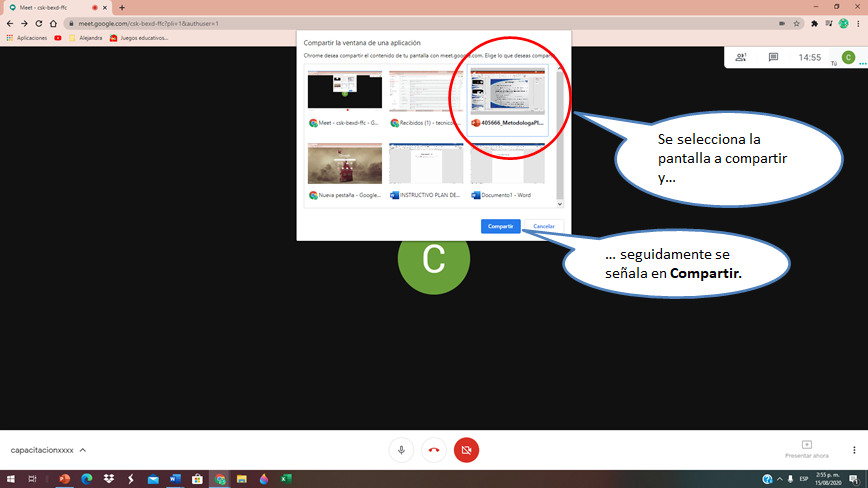 Meet - csk-bexd-ffc
meet.google.com/csk-bexd-ffc?pli=1&authuser=1
Aplicaciones
Alejandra
Juegos educativos...
Compartir la ventana de una aplicación
Chrome desea compartir el contenido de tu pantalla con meet.google.com. Elige lo que deseas compar
14:55
Tú
C
Meet - csk-bexd-ffc - G...
Recibidos (1) - tecnico
405666_MetodologaPl...
Se selecciona la
pantalla a compartir
y...
Nueva pestaña - Google...
INSTRUCTIVO PLAN DE...
Documento1 - Word
Compartir
Cancelar
... seguidamente se
señala en Compartir.
C
capacitacionxxxx
Presentar ahora
ESP
2:55 p. m.
15/08/2020